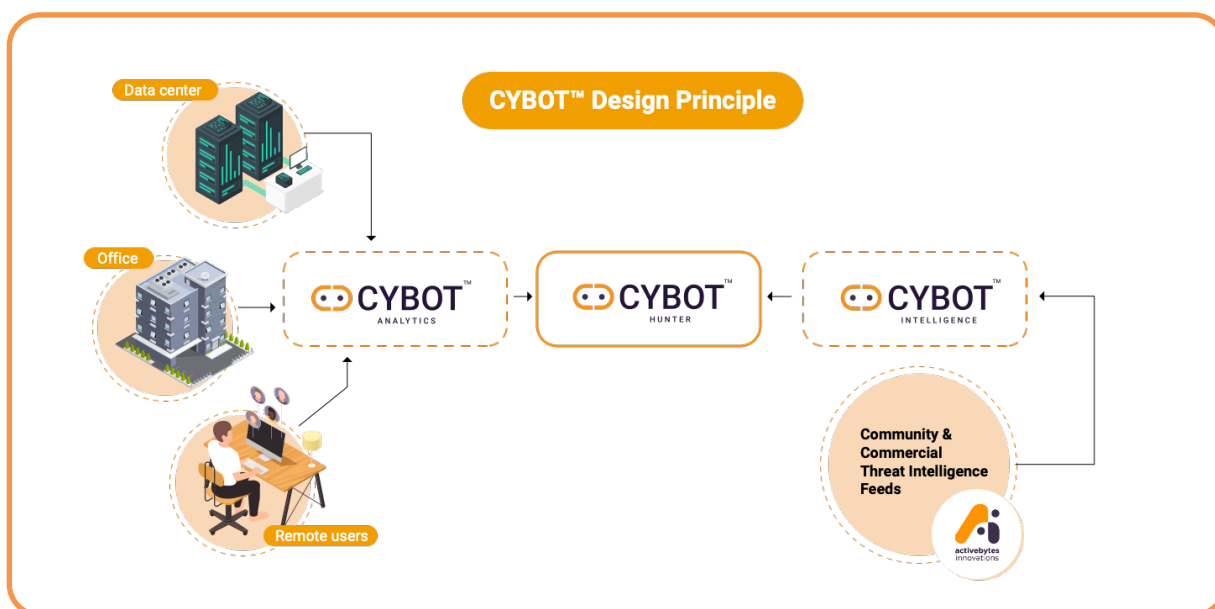 Data center
CYBOT™ Design Principle
Office
CYBOT™
ANALYTICS
CYBOT™
HUNTER
CYBOT™
INTELLIGENCE
Community &
Commercial
Threat Intelligence
Feeds
Remote users
activebytes
innovations